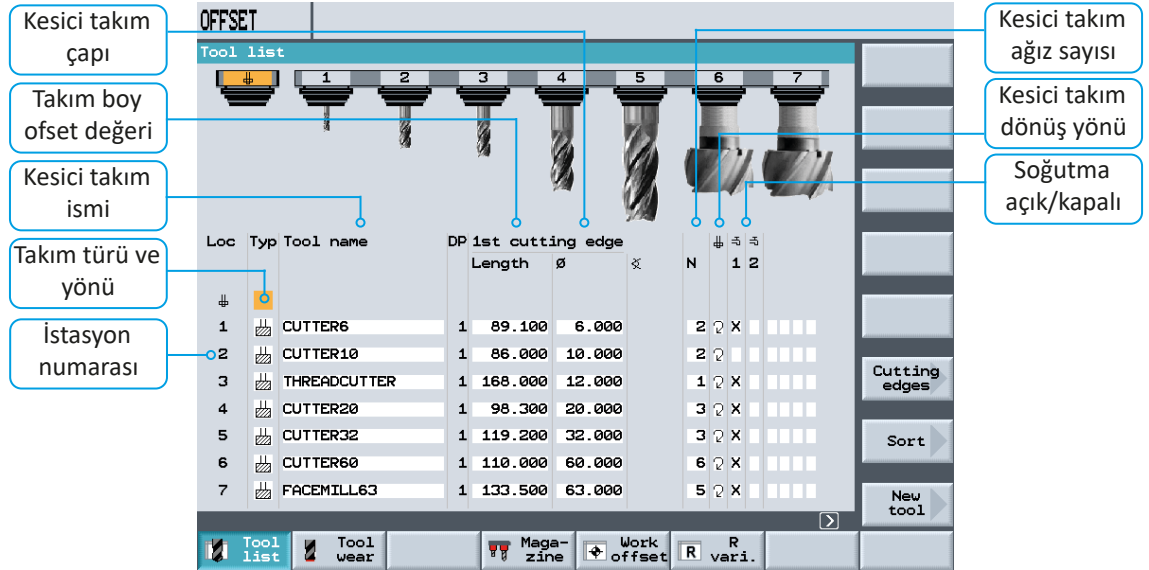 Kesici takım
çapı
Takım boy
ofset değeri
Kesici takım
ismi
Takım türü ve
yönü
İstasyon
numarası
OFFSET
Tool list
1 2 3 4 5 6 7
Loc Typ Tool name DP 1st cutting edge
Length ø N 1 2
1 CUTTER6 1 89.100 6.000 2 X
2 CUTTER10 1 86.000 10.000 2
3 THREADCUTTER 1 168.000 12.000 1 X
4 CUTTER20 1 98.300 20.000 3 X
5 CUTTER32 1 119.200 32.000 3 X
6 CUTTER60 1 110.000 60.000 6 X
7 FACEMILL63 1 133.500 63.000 5 X
Cutting
edges
Sort
New
tool
Tool
list
Tool
wear
Maga-
zine
Work
offset
R
R
vari.
Kesici takım
ağız sayısı
Kesici takım
dönüş yönü
Soğutma
açık/kapalı